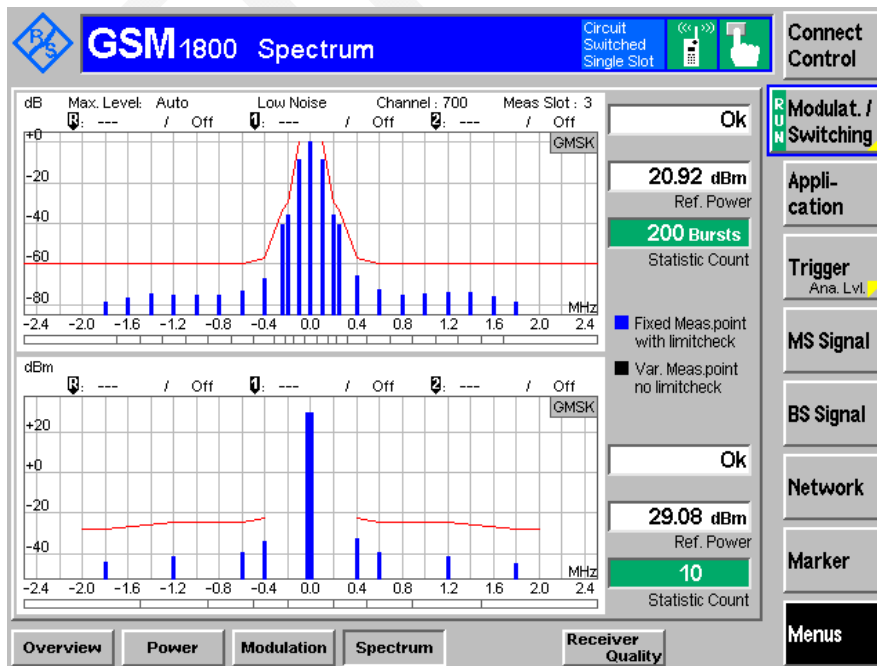 R/S
GSM 1800 Spectrum
Circuit
Switched
Single Slot
Connect
Control
dB Max. Level: Auto Low Noise Channel : 700 Meas Slot : 3
R: --- / Off 1: --- / Off 2: --- / Off
GMSK
+0
-20
-40
-60
-80
MHz
-2.4 -2.0 -1.6 -1.2 -0.8 -0.4 0.0 0.4 0.8 1.2 1.6 2.0 2.4
Ok
20.92 dBm
Ref. Power
200 Bursts
Statistic Count
Fixed Meas.point
with limitcheck
Var. Meas.point
no limitcheck
dBm
R: --- / Off 1: --- / Off 2: --- / Off
GMSK
+20
+0
-20
-40
MHz
-2.4 -2.0 -1.6 -1.2 -0.8 -0.4 0.0 0.4 0.8 1.2 1.6 2.0 2.4
Ok
29.08 dBm
Ref. Power
10
Statistic Count
RUN
Modulat. /
Switching
Appli-
cation
Trigger
Ana. Lvl.
MS Signal
BS Signal
Network
Marker
Menus
Overview Power Modulation Spectrum
Receiver
Quality